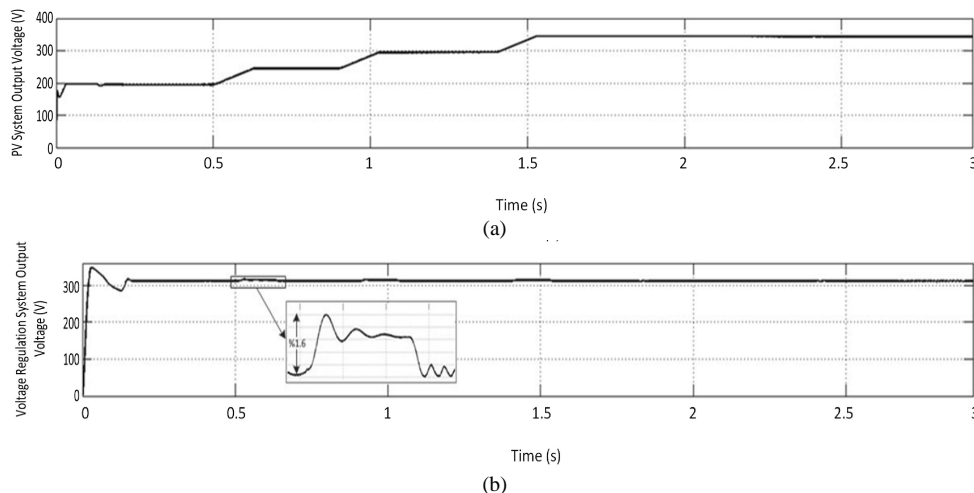 PV System Output Voltage (V)
400
300
200
100
0
0 0.5 1 1.5 2 2.5 3
Time (s)
(a)
Voltage Regulation System Output
Voltage (V)
300
200
100
0
%1.6
0 0.5 1 1.5 2 2.5 3
Time (s)
(b)